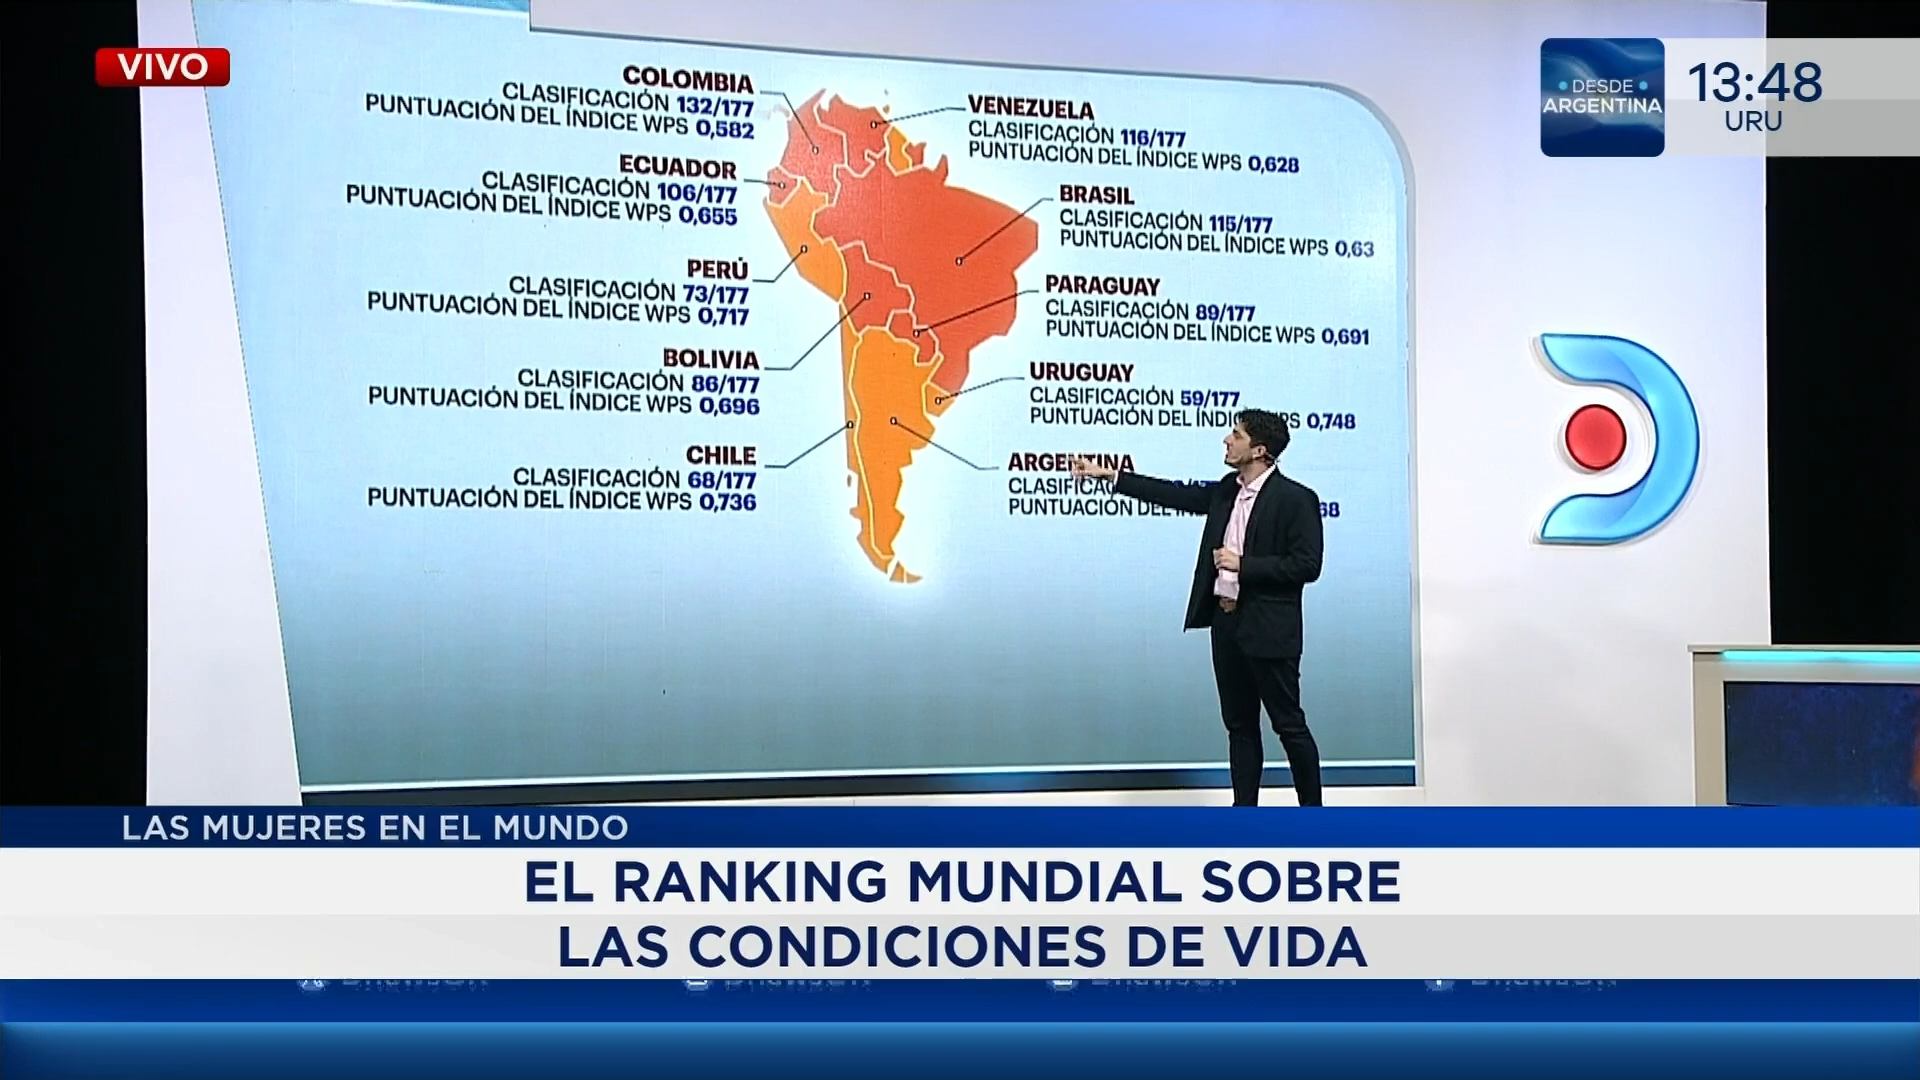 VIVO
DESDE
ARGENTINA
13:48
URU
COLOMBIA
CLASIFICACIÓN 132/177
PUNTUACIÓN DEL ÍNDICE WPS 0,582
ECUADOR
CLASIFICACIÓN 106/177
PUNTUACIÓN DEL ÍNDICE WPS 0,655
PERÚ
CLASIFICACIÓN 73/177
PUNTUACIÓN DEL ÍNDICE WPS 0,717
BOLIVIA
CLASIFICACIÓN 86/177
PUNTUACIÓN DEL ÍNDICE WPS 0,696
CHILE
CLASIFICACIÓN 68/177
PUNTUACIÓN DEL ÍNDICE WPS 0,736
VENEZUELA
CLASIFICACIÓN 116/177
PUNTUACIÓN DEL ÍNDICE WPS 0,628
BRASIL
CLASIFICACIÓN 115/177
PUNTUACIÓN DEL ÍNDICE WPS 0,63
PARAGUAY
CLASIFICACIÓN 89/177
PUNTUACIÓN DEL ÍNDICE WPS 0,691
URUGUAY
CLASIFICACIÓN 59/177
PUNTUACIÓN DEL WPS 0,748
ARGENTINA
PUNTUACIÓN DEL
LAS MUJERES EN EL MUNDO
EL RANKING MUNDIAL SOBRE
LAS CONDICIONES DE VIDA